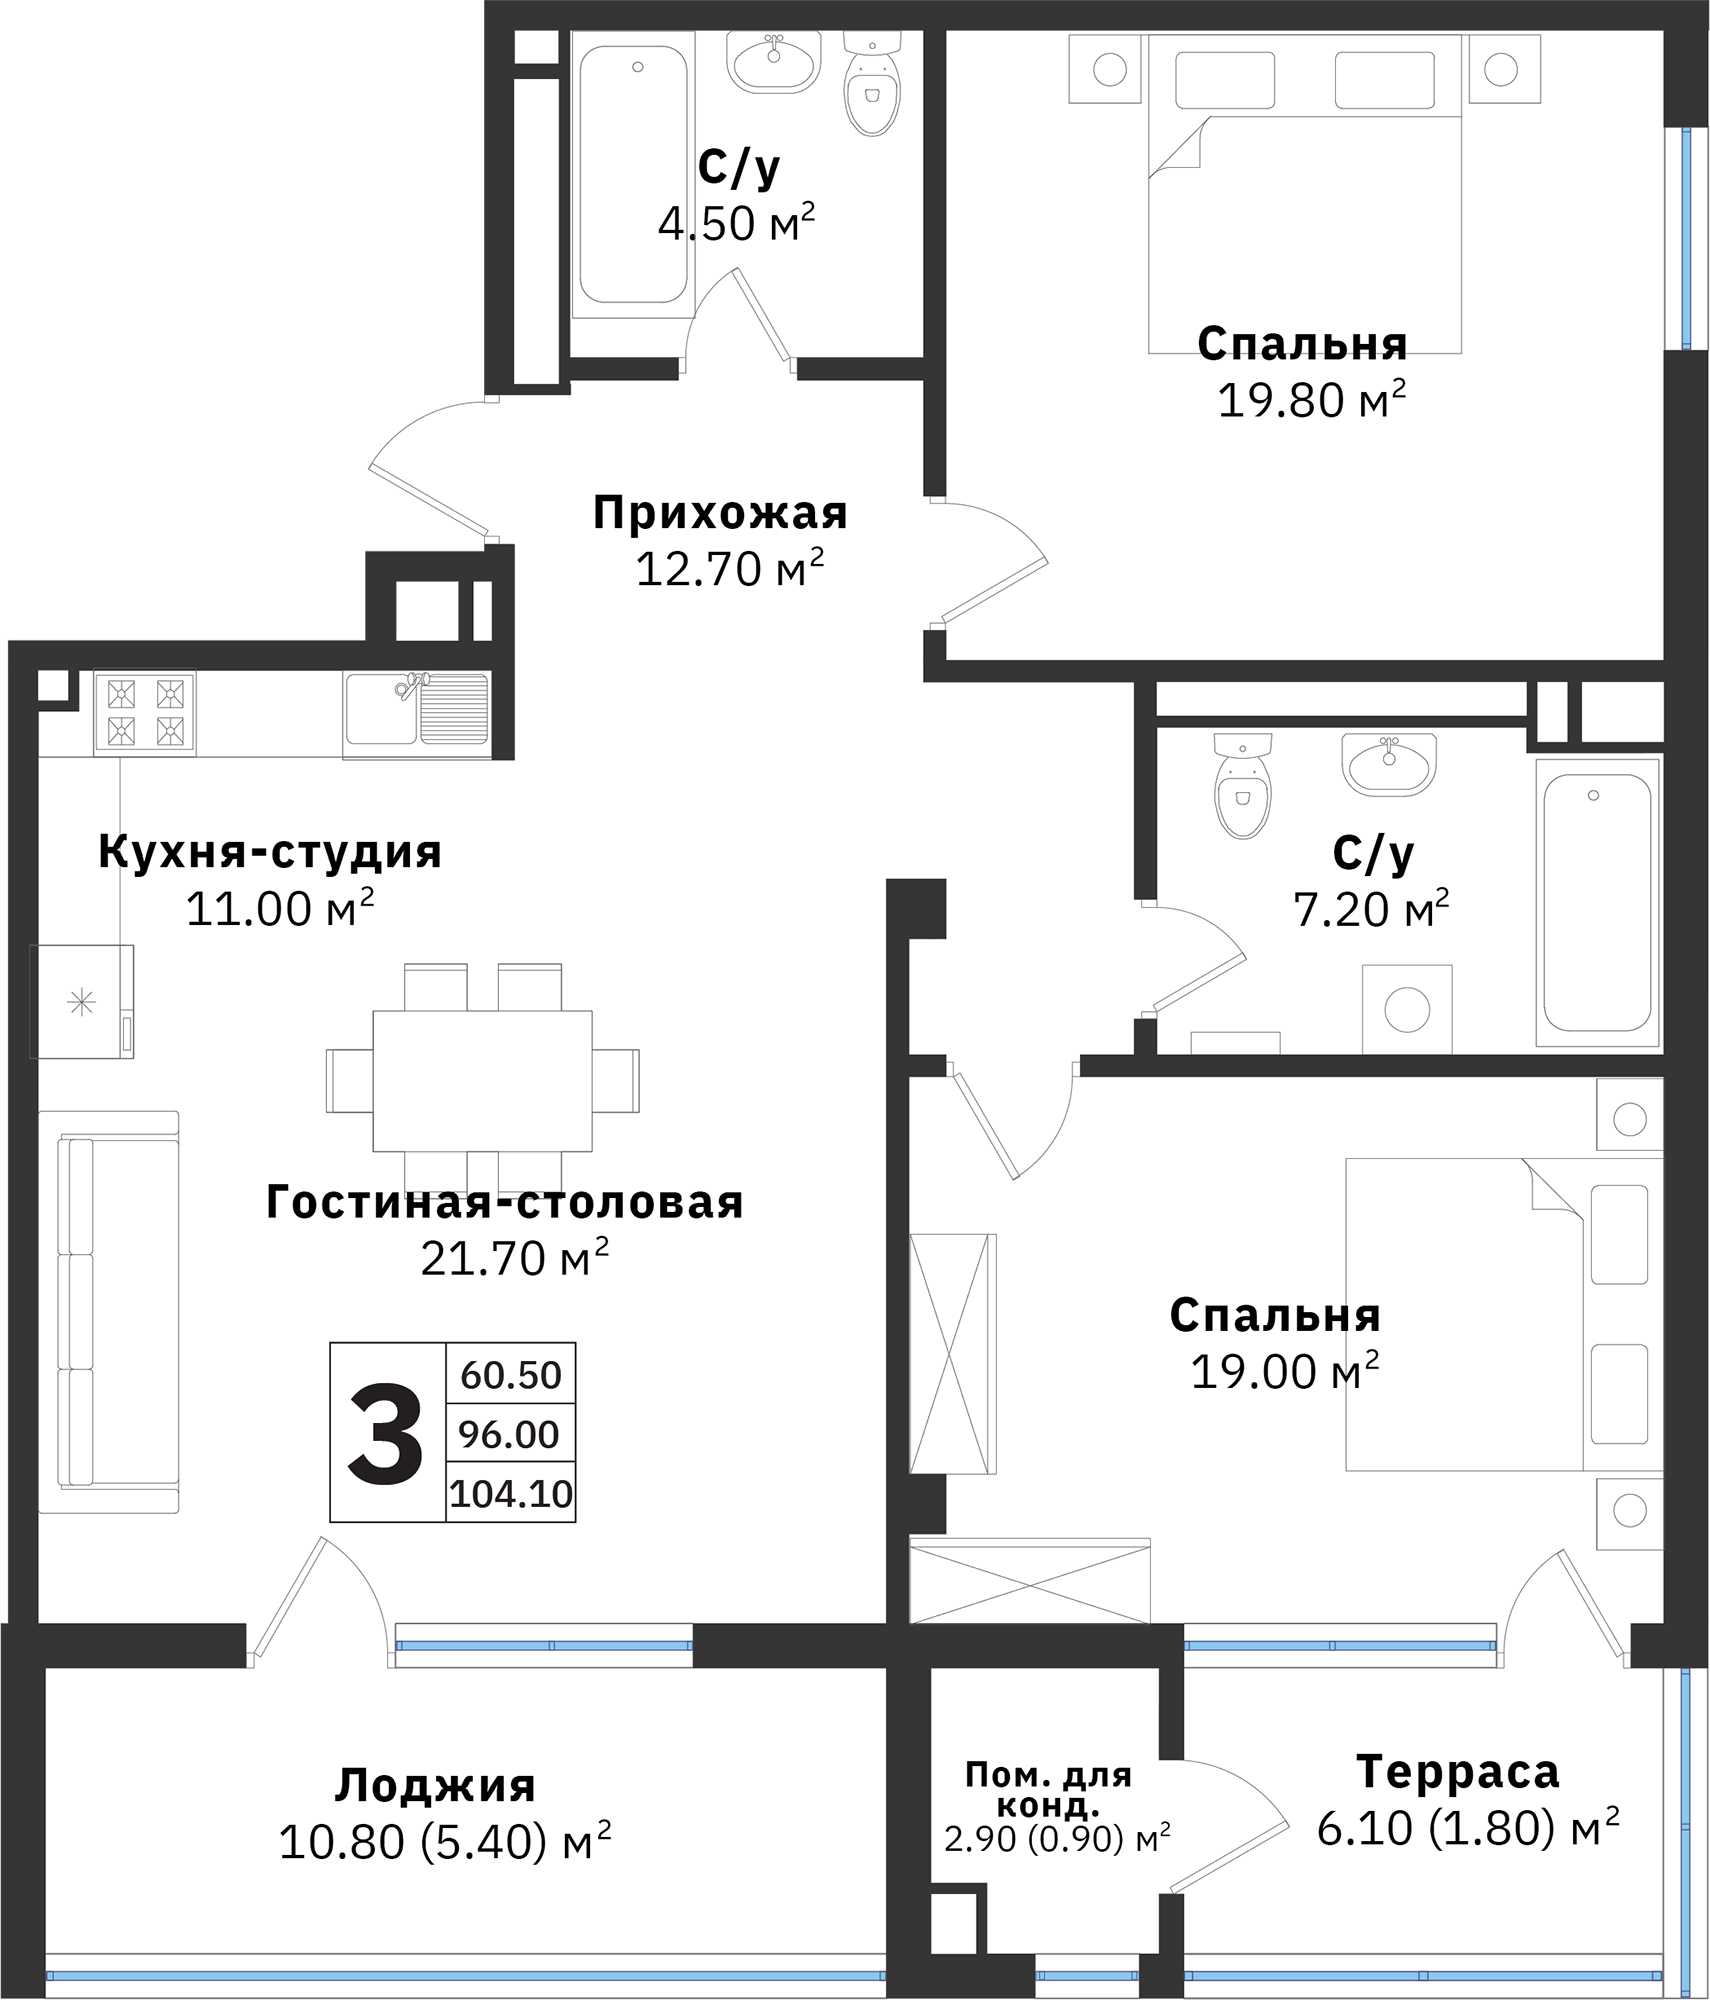 С/у
4.50 м²
Спальня
19.80 м²
Прихожая
12.70 м²
Кухня-студия
11.00 м²
С/у
7.20 м²
Гостиная-столовая
21.70 м²
Спальня
19.00 м²
3
60.50
96.00
104.10
Лоджия
10.80 (5.40) м²
Пом. для
конд.
2.90 (0.90) м²
Терраса
6.10 (1.80) м²